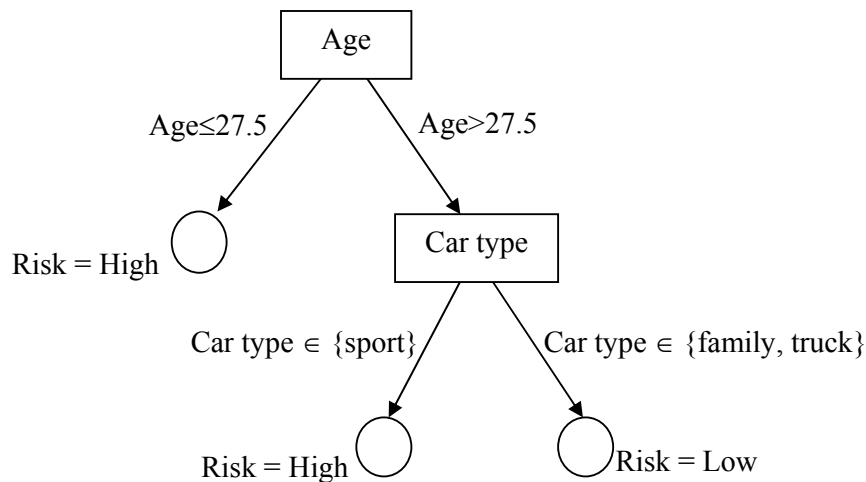 Age
Age≤27.5
Age>27.5
Car type
Risk = High
Car type ∈ {sport}
Car type ∈ {family, truck}
Risk = High
Risk = Low